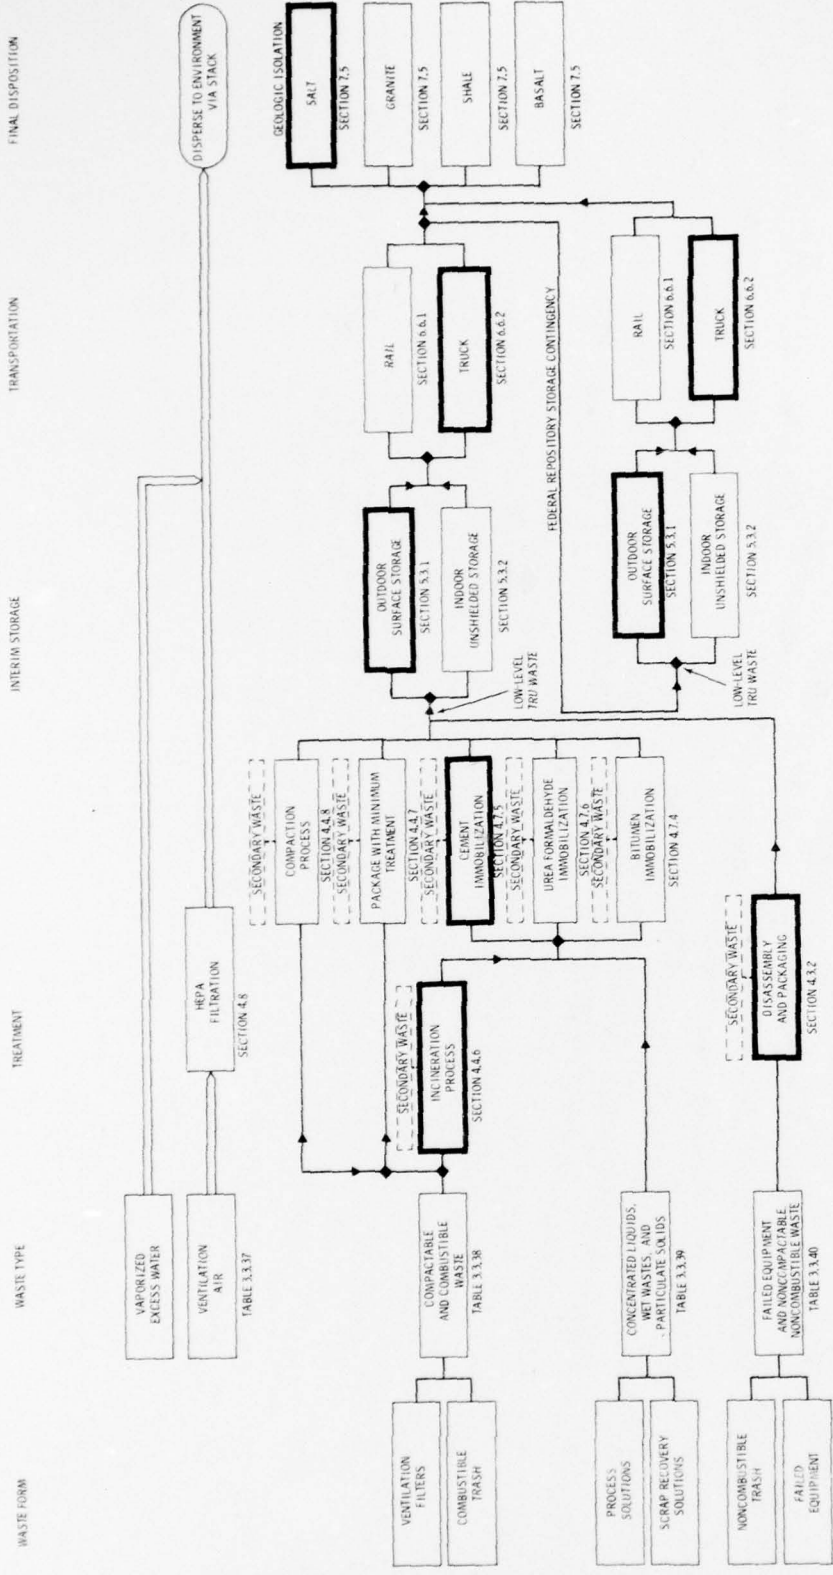 WASTE FORM
WASTE TYPE
TREATMENT
INTERIM STORAGE
TRANSPORTATION
FINAL DISPOSITION
VAPORIZED
EXCESS WATER
VENTILATION
AIR
TABLE 3.3.37
HEPA
FILTRATION
SECTION 4.8
DISPERSE TO ENVIRONMENT
VIA STACK
VENTILATION
FILTERS
COMBUSTIBLE
TRASH
COMPACTABLE
AND COMBUSTIBLE
WASTE
TABLE 3.3.38
SECONDARY WASTE
INCINERATION
PROCESS
SECTION 4.4.6
SECONDARY WASTE
COMPACTION
PROCESS
SECTION 4.4.8
SECONDARY WASTE
PACKAGE WITH MINIMUM
TREATMENT
SECTION 4.4.7
SECONDARY WASTE
CEMENT
IMMOBILIZATION
SECTION 4.7.5
SECONDARY WASTE
UREA FORMALDEHYDE
IMMOBILIZATION
SECTION 4.7.6
SECONDARY WASTE
BITUMEN
IMMOBILIZATION
SECTION 4.7.4
LOW-LEVEL
TRU WASTE
OUTDOOR
SURFACE STORAGE
SECTION 5.3.1
INDOOR
UNSHIELDED STORAGE
SECTION 5.3.2
RAIL
SECTION 6.6.1
TRUCK
SECTION 6.6.2
GEOLOGIC ISOLATION
SALT
SECTION 7.5
GRANITE
SECTION 7.5
SHALE
SECTION 7.5
BASALT
SECTION 7.5
FEDERAL REPOSITORY STORAGE CONTINGENCY
PROCESS
SOLUTIONS
SCRAP RECOVERY
SOLUTIONS
CONCENTRATED LIQUIDS,
WET WASTES, AND
PARTICULATE SOLIDS
TABLE 3.3.39
LOW-LEVEL
TRU WASTE
OUTDOOR
SURFACE STORAGE
SECTION 5.3.1
INDOOR
UNSHIELDED STORAGE
SECTION 5.3.2
RAIL
SECTION 6.6.1
TRUCK
SECTION 6.6.2
NONCOMBUSTIBLE
TRASH
FAILED
EQUIPMENT
FAILED EQUIPMENT
AND NONCOMPACTABLE
NONCOMBUSTIBLE WASTE
TABLE 3.3.40
SECONDARY WASTE
DISASSEMBLY
AND PACKAGING
SECTION 4.3.2